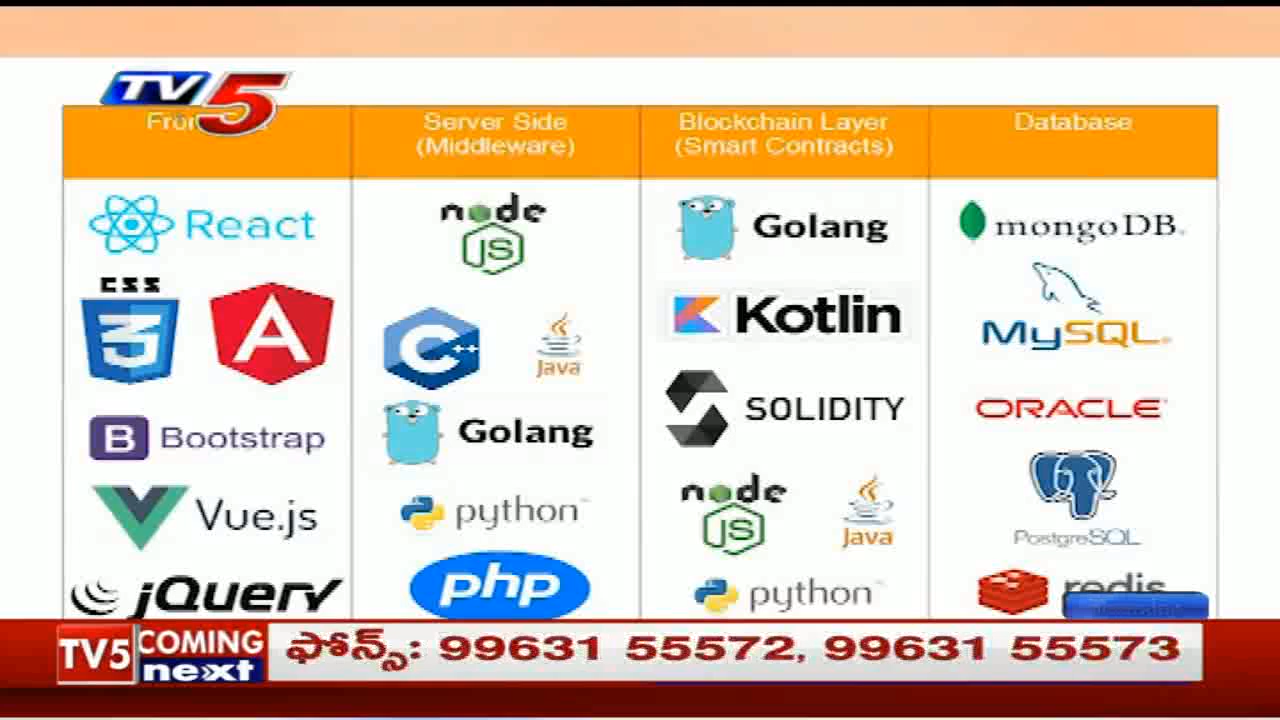 TV5
Server Side
(Middleware)
Blockchain Layer
(Smart Contracts)
Database
React
node
JS
Golang
mongoDB
CSS
3
A
C++
Java
Kotlin
MySQL
Bootstrap
B
Golang
SOLIDITY
ORACLE
Vue.js
python
node
JS
Java
PostgreSQL
jQuery
php
python
redis
TV5 COMING
next
ఫోన్స్: 99631 55572, 99631 55573